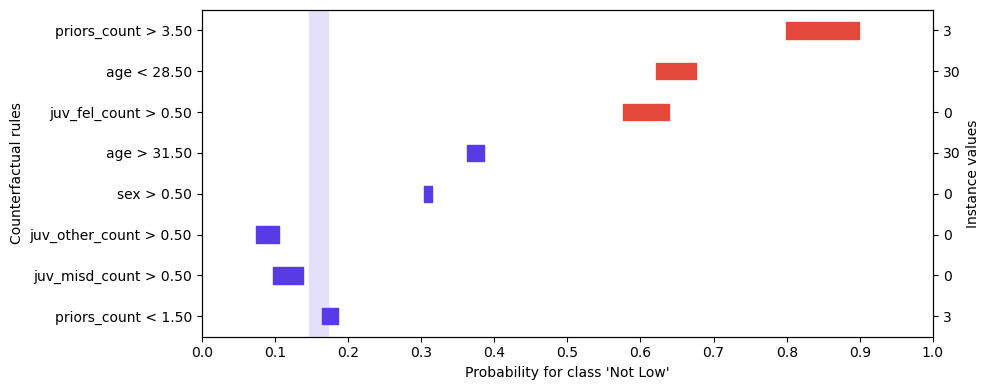 priors_count > 3.50 3
age < 28.50 30
juv_fel_count > 0.50 0
age > 31.50 30
sex > 0.50 0
juv_other_count > 0.50 0
juv_misd_count > 0.50 0
priors_count < 1.50 3
Counterfactual rules
Instance values
0.0 0.1 0.2 0.3 0.4 0.5 0.6 0.7 0.8 0.9 1.0
Probability for class 'Not Low'